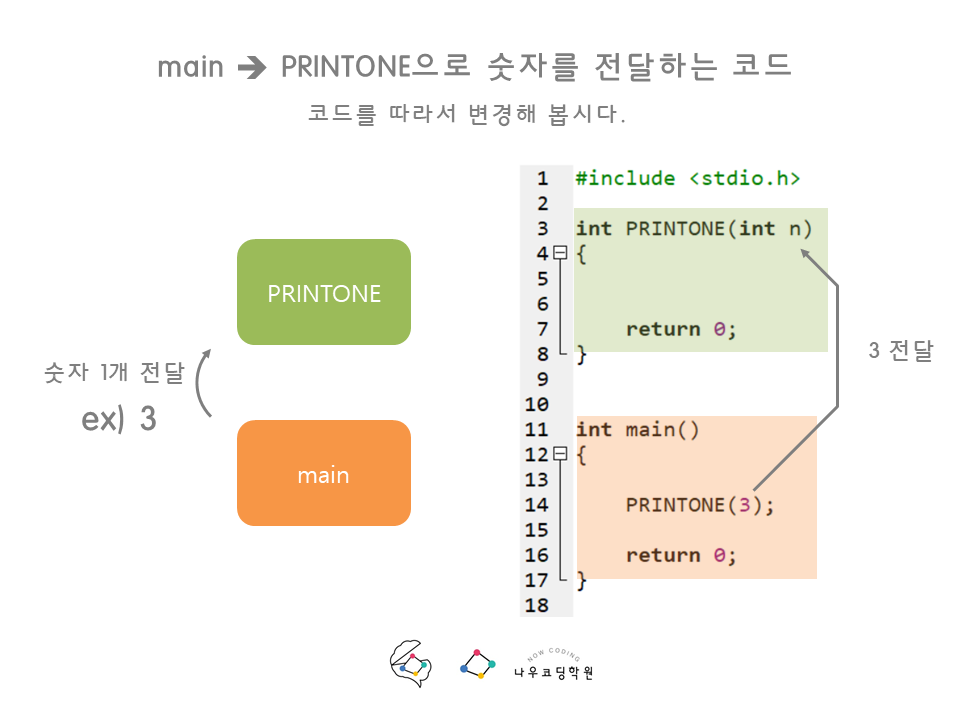 main ➔ PRINTONE으로 숫자를 전달하는 코드
코드를 따라서 변경해 봅시다.
PRINTONE
숫자 1개 전달
ex) 3
main
1 #include <stdio.h>
2
3 int PRINTONE(int n)
4 {
5
6
7 return 0;
8 }
9
10
11 int main()
12 {
13
14 PRINTONE(3);
15
16 return 0;
17 }
18
3 전달
NOW CODING
나우코딩학원